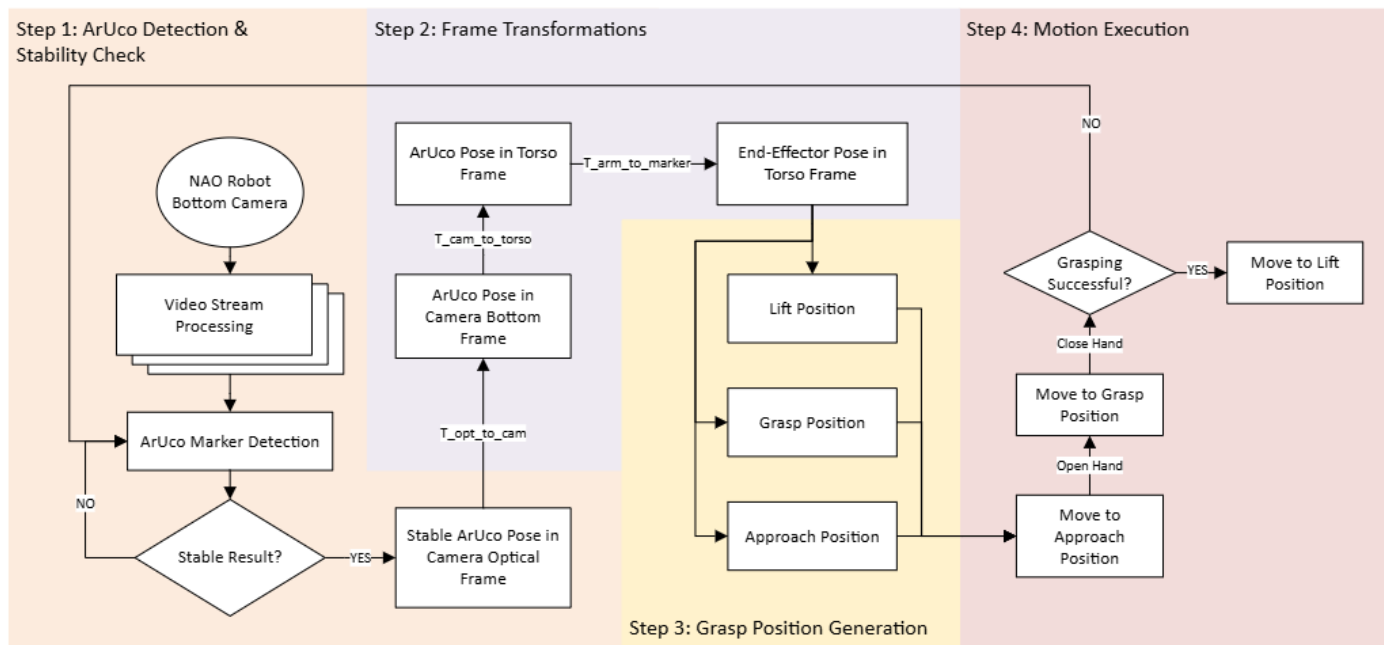 Step 1: ArUco Detection &
Stability Check
NAO Robot
Bottom Camera
Video Stream
Processing
ArUco Marker Detection
NO
Stable Result?
YES
Stable ArUco Pose in
Camera Optical
Frame
Step 2: Frame Transformations
T_opt_to_cam
ArUco Pose in
Camera Bottom
Frame
T_cam_to_torso
ArUco Pose in Torso
Frame
T_arm_to_marker
End-Effector Pose in
Torso Frame
Lift Position
Grasp Position
Approach Position
Step 3: Grasp Position Generation
Step 4: Motion Execution
Move to
Approach
Position
Open Hand
Move to Grasp
Position
Close Hand
Grasping
Successful?
NO
YES
Move to Lift
Position